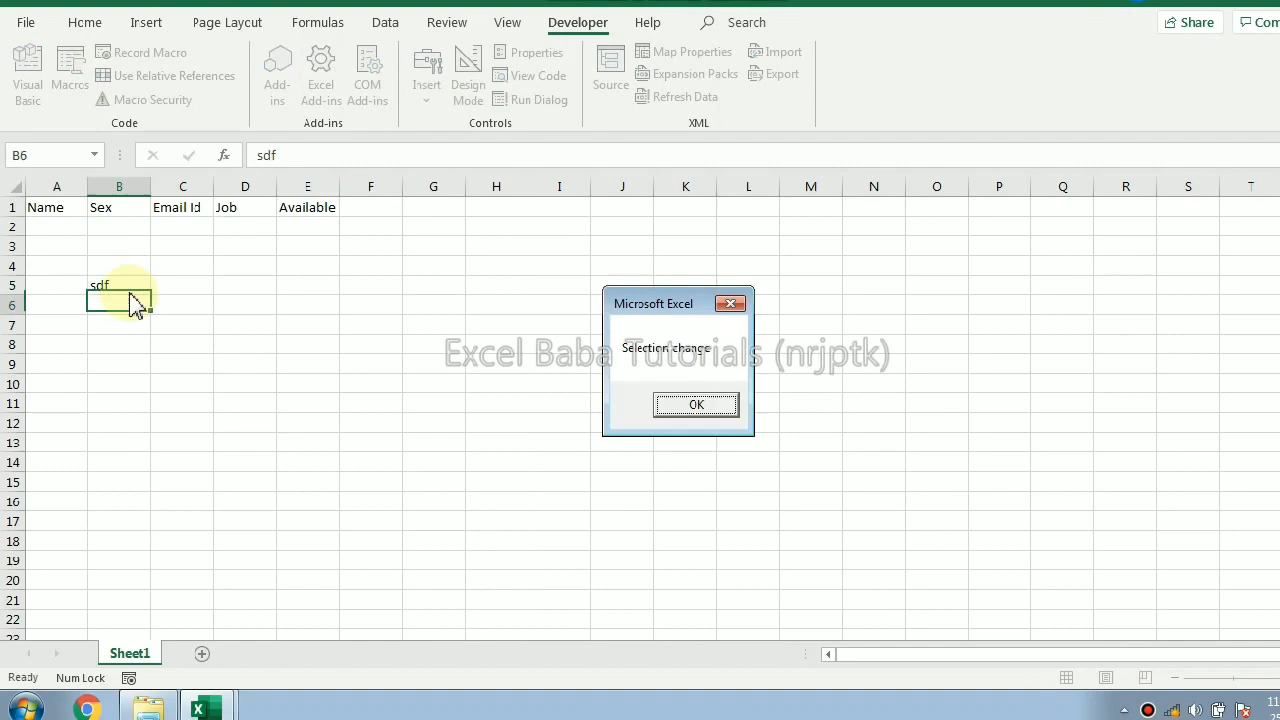 File Home Insert Page Layout Formulas Data Review View Developer Help Search Share
Visual Basic
Macros
Record Macro
Use Relative References
Macro Security
Code
Add-ins
Excel Add-ins
COM Add-ins
Add-ins
Insert
Design Mode
Properties
View Code
Run Dialog
Controls
Source
Map Properties
Expansion Packs
Refresh Data
Import
Export
XML
B6 fx sdf
A B C D E F G H I J K L M N O P Q R S T
1 Name Sex Email Id Job Available
2
3
4
5 sdf
6
7
8
9
10
11
12
13
14
15
16
17
18
19
20
21
22
23
Microsoft Excel
Selection change
OK
Excel Baba Tutorials (nrjptk)
Sheet1
Ready Num Lock